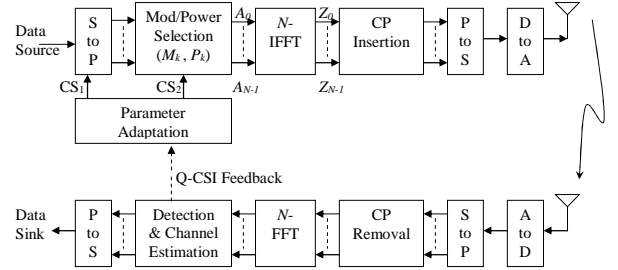 Data
Source
S
to
P
Mod/Power
Selection
(Mk, Pk)
A0
AN-1
N-
IFFT
Z0
ZN-1
CP
Insertion
P
to
S
D
to
A
CS1
CS2
Parameter
Adaptation
Q-CSI Feedback
Data
Sink
P
to
S
Detection
& Channel
Estimation
N-
FFT
CP
Removal
S
to
P
A
to
D